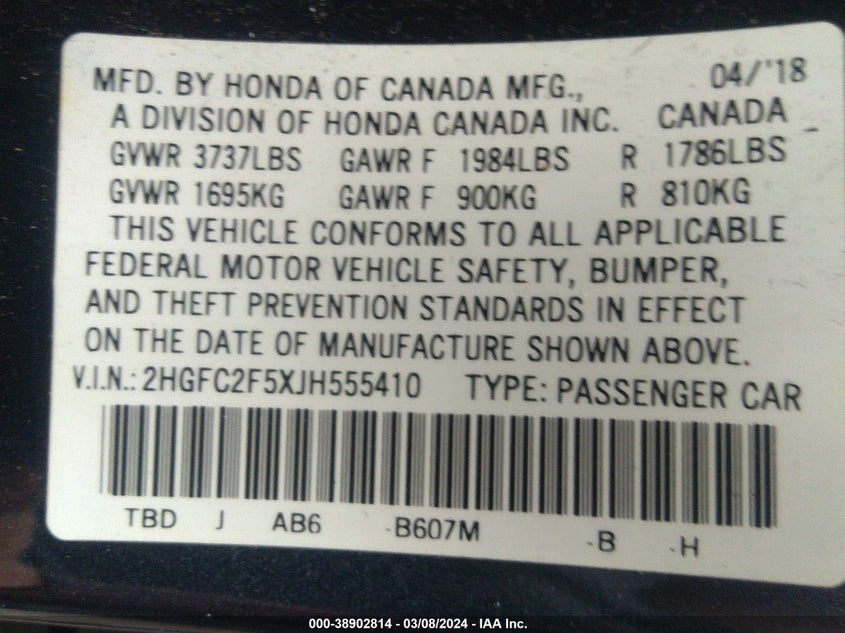 MFD. BY HONDA OF CANADA MFG., 04/'18
A DIVISION OF HONDA CANADA INC. CANADA
GVWR 3737LBS GAWR F 1984LBS R 1786LBS
GVWR 1695KG GAWR F 900KG R 810KG
THIS VEHICLE CONFORMS TO ALL APPLICABLE
FEDERAL MOTOR VEHICLE SAFETY, BUMPER,
AND THEFT PREVENTION STANDARDS IN EFFECT
ON THE DATE OF MANUFACTURE SHOWN ABOVE.
V.I.N.: 2HGFC2F5XJH555410 TYPE: PASSENGER CAR
TBD J AB6 -B607M -B -H
000-38902814 - 03/08/2024 - IAA Inc.